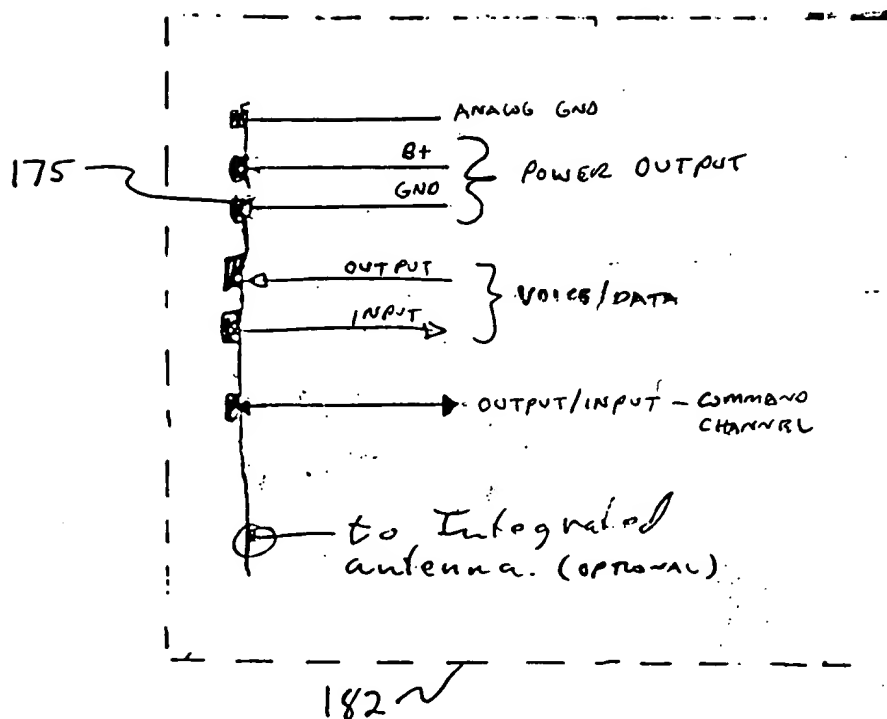 ANALOG GND
B+
POWER OUTPUT
GND
175
OUTPUT
VOICE/DATA
INPUT
OUTPUT/INPUT - COMMAND
CHANNEL
to Integrated
antenna. (OPTIONAL)
182